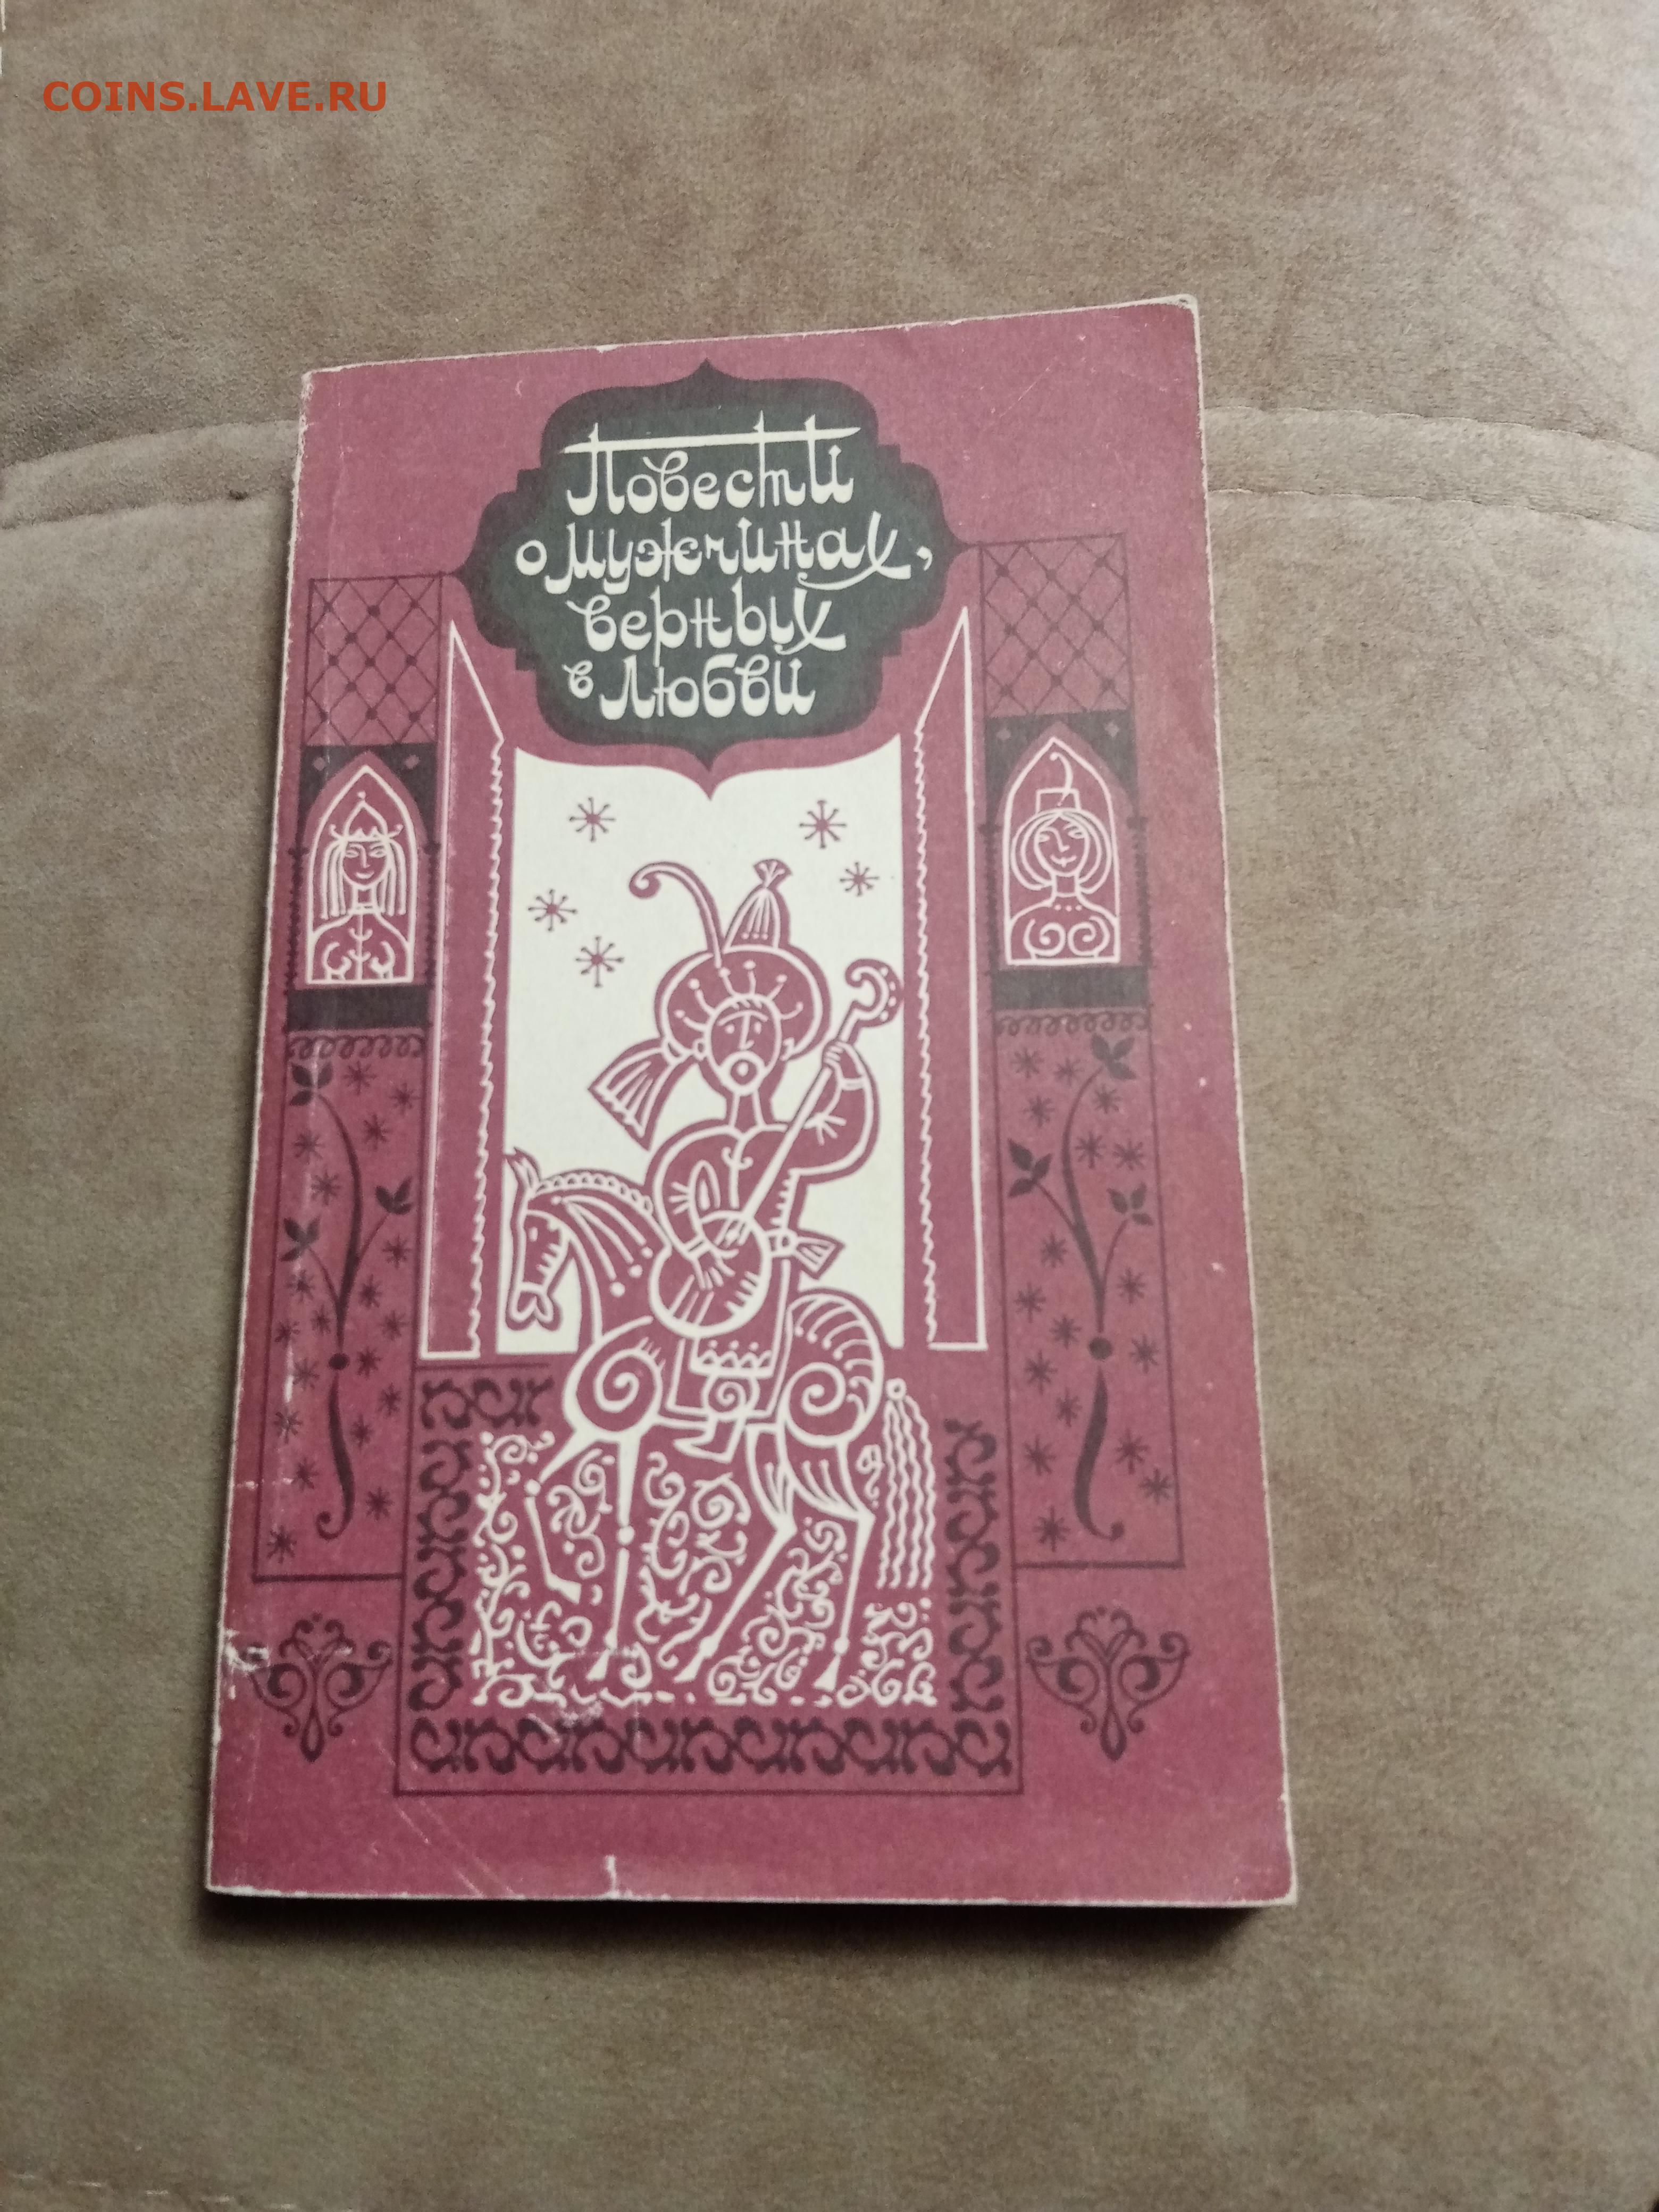 COINS.LAVE.RU
Повести
о мужчинах,
верных
в любви